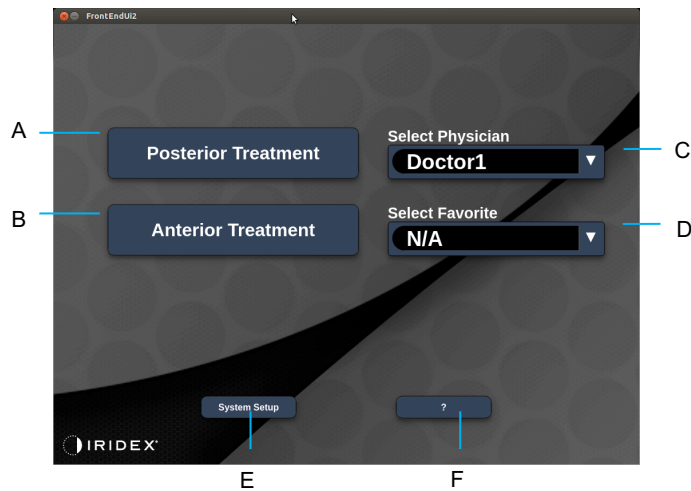 FrontEndUi2
A
Posterior Treatment
Select Physician
Doctor1
▼
C
B
Anterior Treatment
Select Favorite
N/A
▼
D
System Setup
?
IRIDEX
E
F